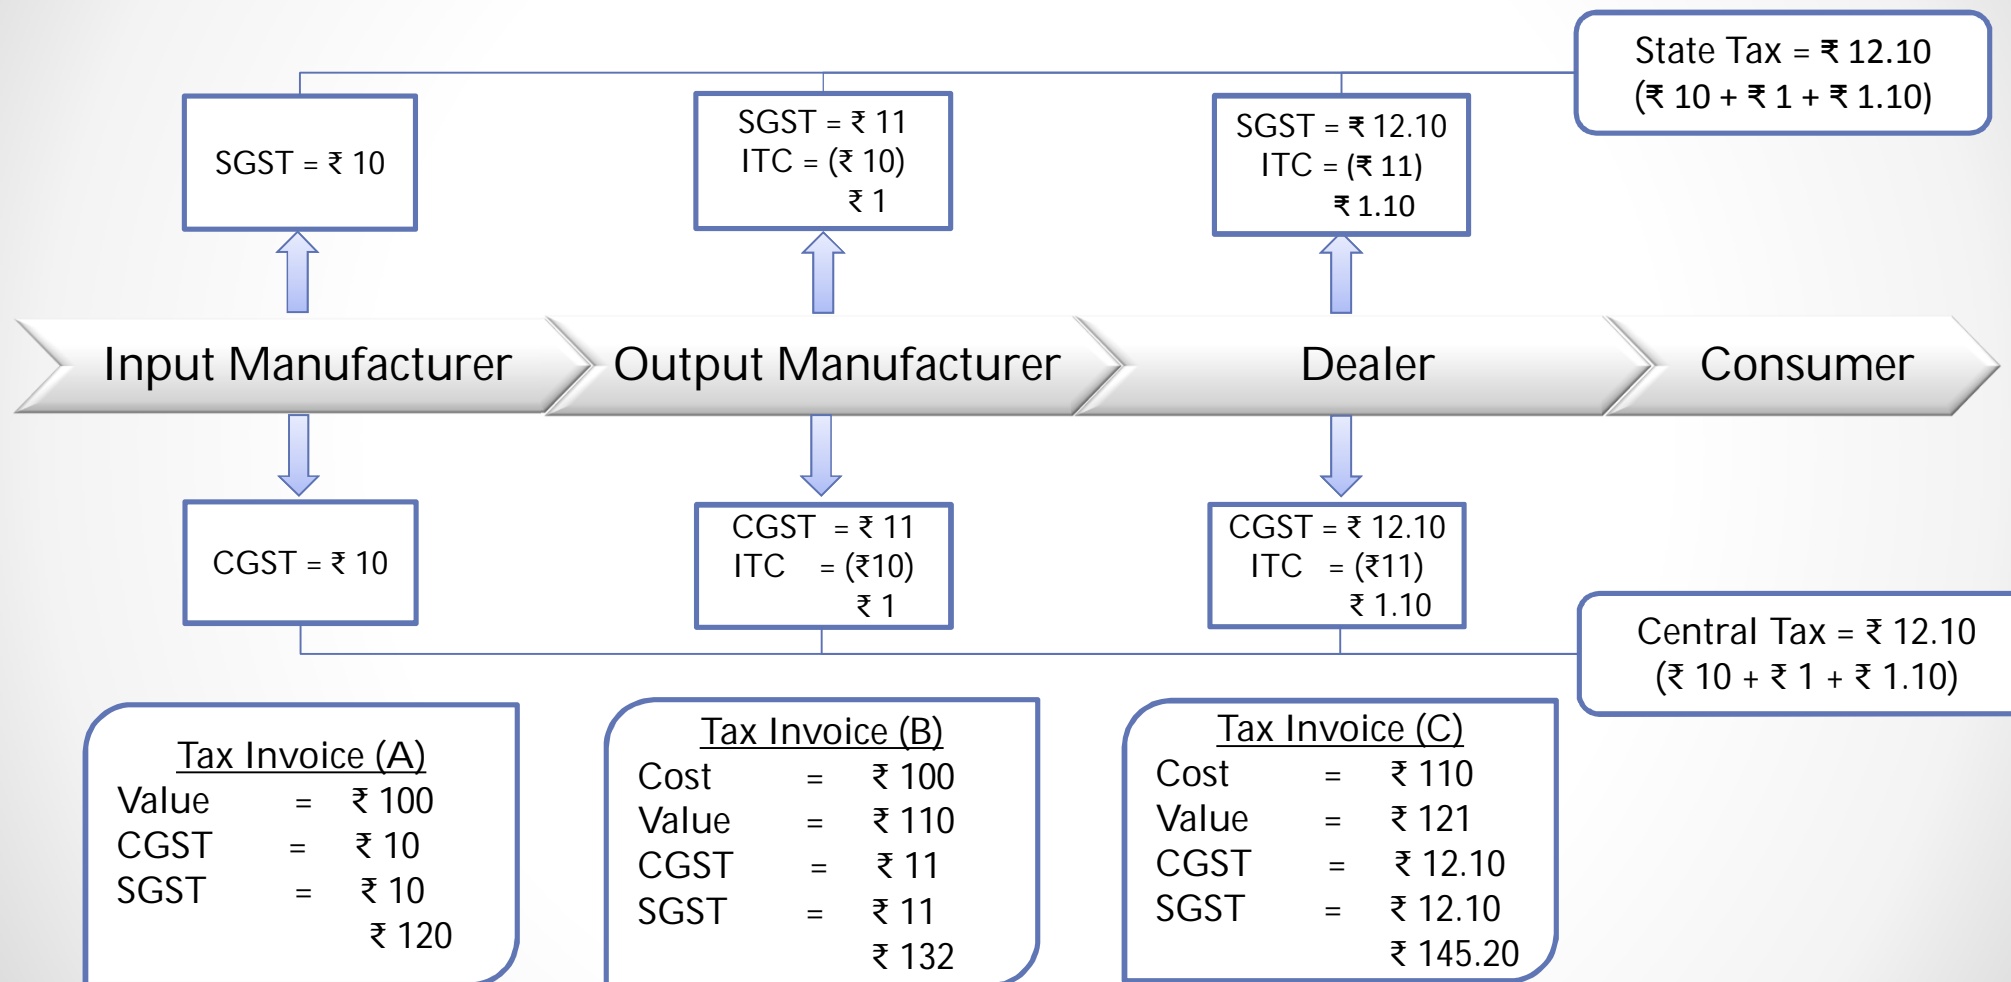 State Tax = ₹ 12.10
(₹ 10 + ₹ 1 + ₹ 1.10)
SGST = ₹ 10
SGST = ₹ 11
ITC = (₹ 10)
₹ 1
SGST = ₹ 12.10
ITC = (₹ 11)
₹ 1.10
Input Manufacturer
Output Manufacturer
Dealer
Consumer
CGST = ₹ 10
CGST = ₹ 11
ITC = (₹10)
₹ 1
CGST = ₹ 12.10
ITC = (₹11)
₹ 1.10
Central Tax = ₹ 12.10
(₹ 10 + ₹ 1 + ₹ 1.10)
Tax Invoice (A)
Value = ₹ 100
CGST = ₹ 10
SGST = ₹ 10
₹ 120
Tax Invoice (B)
Cost = ₹ 100
Value = ₹ 110
CGST = ₹ 11
SGST = ₹ 11
₹ 132
Tax Invoice (C)
Cost = ₹ 110
Value = ₹ 121
CGST = ₹ 12.10
SGST = ₹ 12.10
₹ 145.20